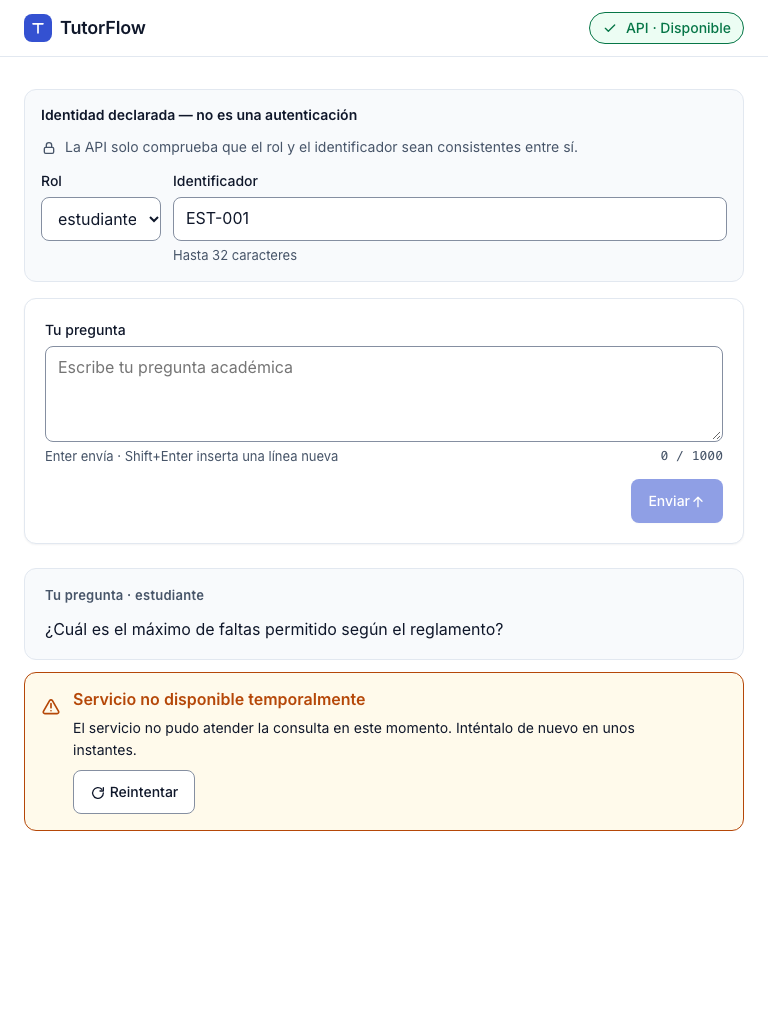 T TutorFlow
API · Disponible
Identidad declarada — no es una autenticación
La API solo comprueba que el rol y el identificador sean consistentes entre sí.
Rol
Identificador
estudiante
EST-001
Hasta 32 caracteres
Tu pregunta
Escribe tu pregunta académica
Enter envía · Shift+Enter inserta una línea nueva
0 / 1000
Enviar↑
Tu pregunta · estudiante
¿Cuál es el máximo de faltas permitido según el reglamento?
Servicio no disponible temporalmente
El servicio no pudo atender la consulta en este momento. Inténtalo de nuevo en unos
instantes.
Reintentar